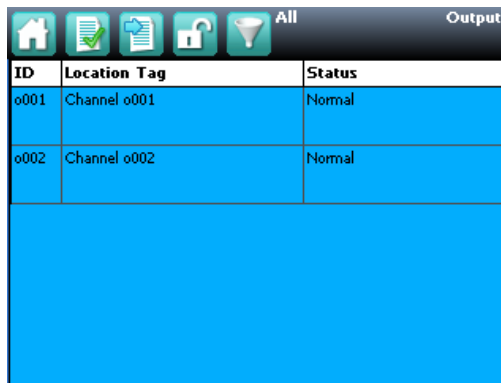 All Output
ID Location Tag Status
o001 Channel o001 Normal
o002 Channel o002 Normal